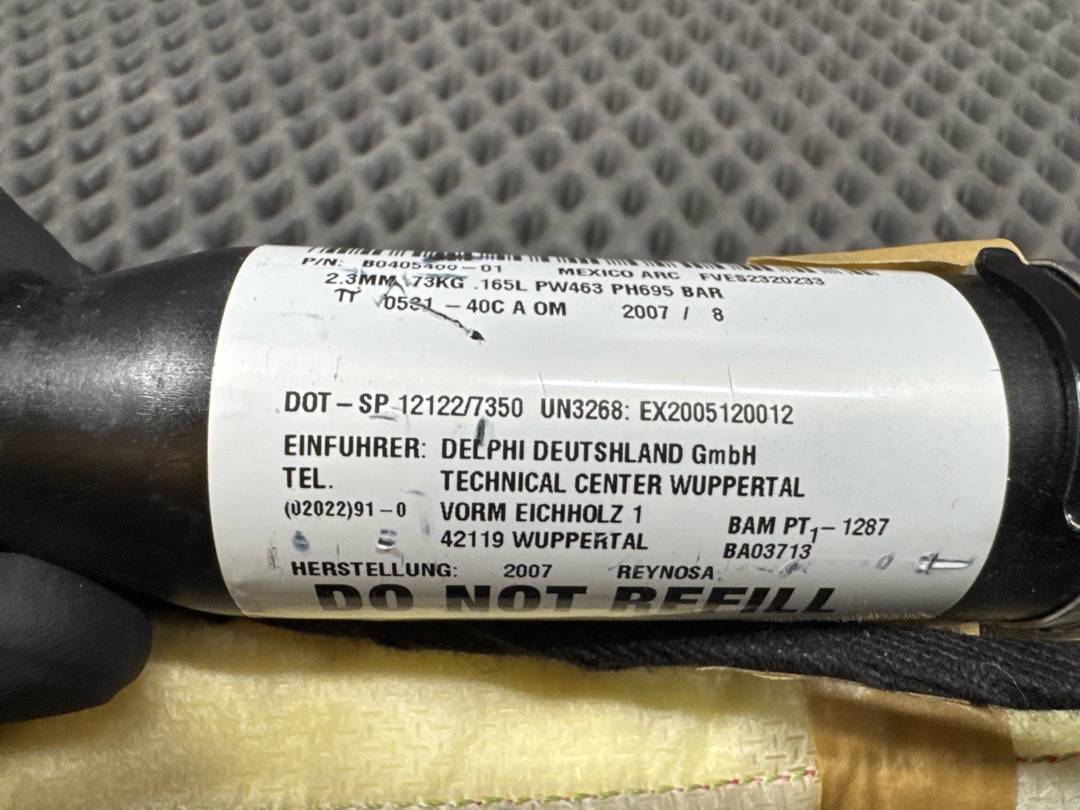 P/N: B0405400-01 MEXICO ARC FVES2320233
2.3MM .73KG .165L PW463 PH695 BAR
π 0531 -40C A OM 2007 / 8
DOT-SP 12122/7350 UN3268: EX2005120012
EINFUHRER: DELPHI DEUTSHLAND GmbH
TEL. TECHNICAL CENTER WUPPERTAL
(02022)91-0 VORM EICHHOLZ 1 BAM PT1-1287
42119 WUPPERTAL BA03713
HERSTELLUNG: 2007 REYNOSA
DO NOT REFILL